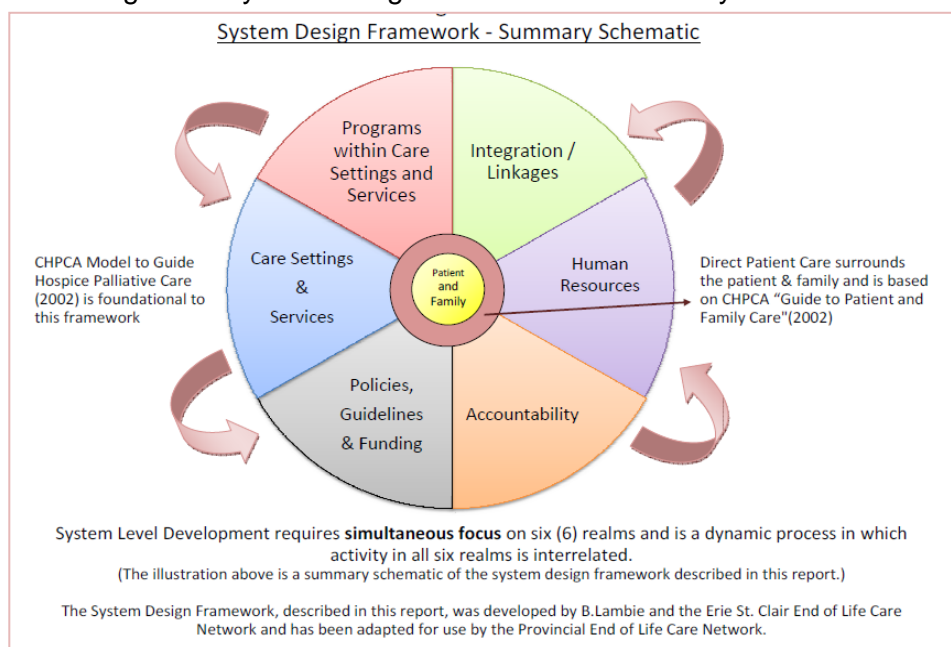 System Design Framework - Summary Schematic
Programs
within Care
Settings and
Services
Integration /
Linkages
Care Settings
&
Services
Patient
and
Family
Human
Resources
Policies,
Guidelines
& Funding
Accountability
CHPCA Model to Guide
Hospice Palliative Care
(2002) is foundational to
this framework
Direct Patient Care surrounds
the patient & family and is based
on CHPCA “Guide to Patient and
Family Care"(2002)
System Level Development requires simultaneous focus on six (6) realms and is a dynamic process in which
activity in all six realms is interrelated.
(The illustration above is a summary schematic of the system design framework described in this report.)
The System Design Framework, described in this report, was developed by B.Lambie and the Erie St. Clair End of Life Care
Network and has been adapted for use by the Provincial End of Life Care Network.